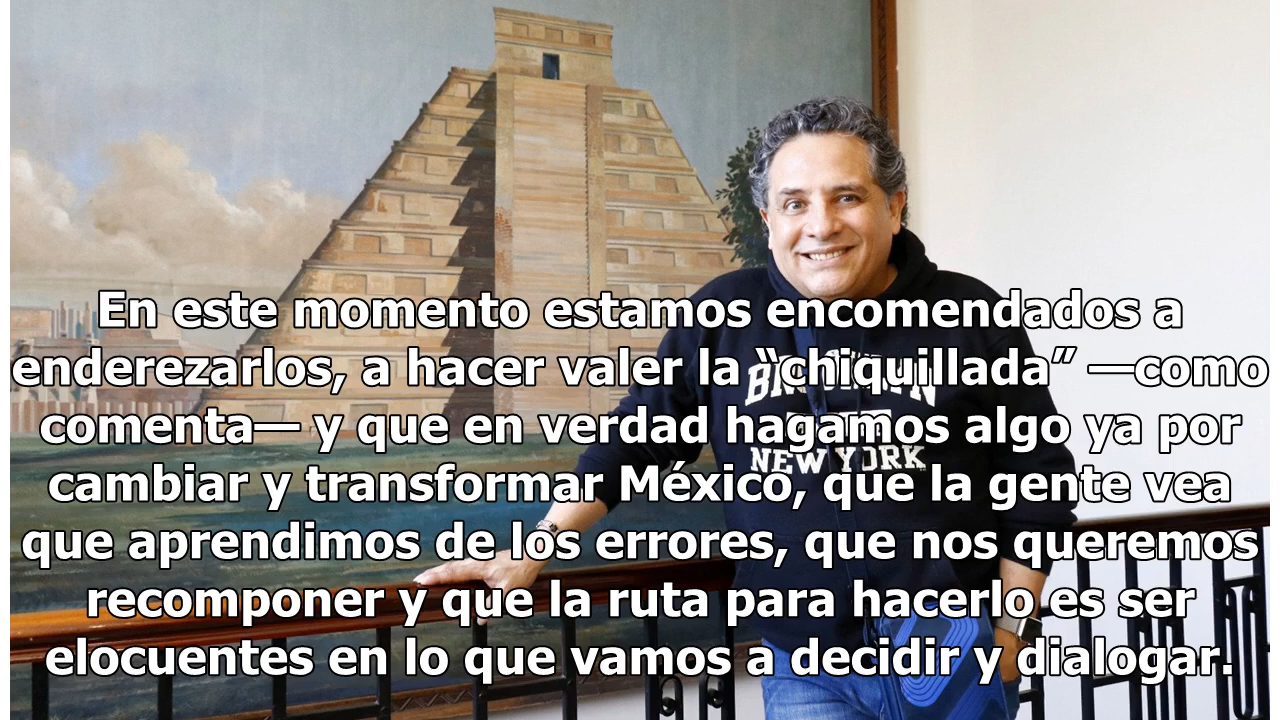 En este momento estamos encomendados a
enderezarlos, a hacer valer la “chiquillada” —como
comenta— y que en verdad hagamos algo ya por
cambiar y transformar México, que la gente vea
que aprendimos de los errores, que nos queremos
recomponer y que la ruta para hacerlo es ser
elocuentes en lo que vamos a decidir y dialogar.
NEW YORK